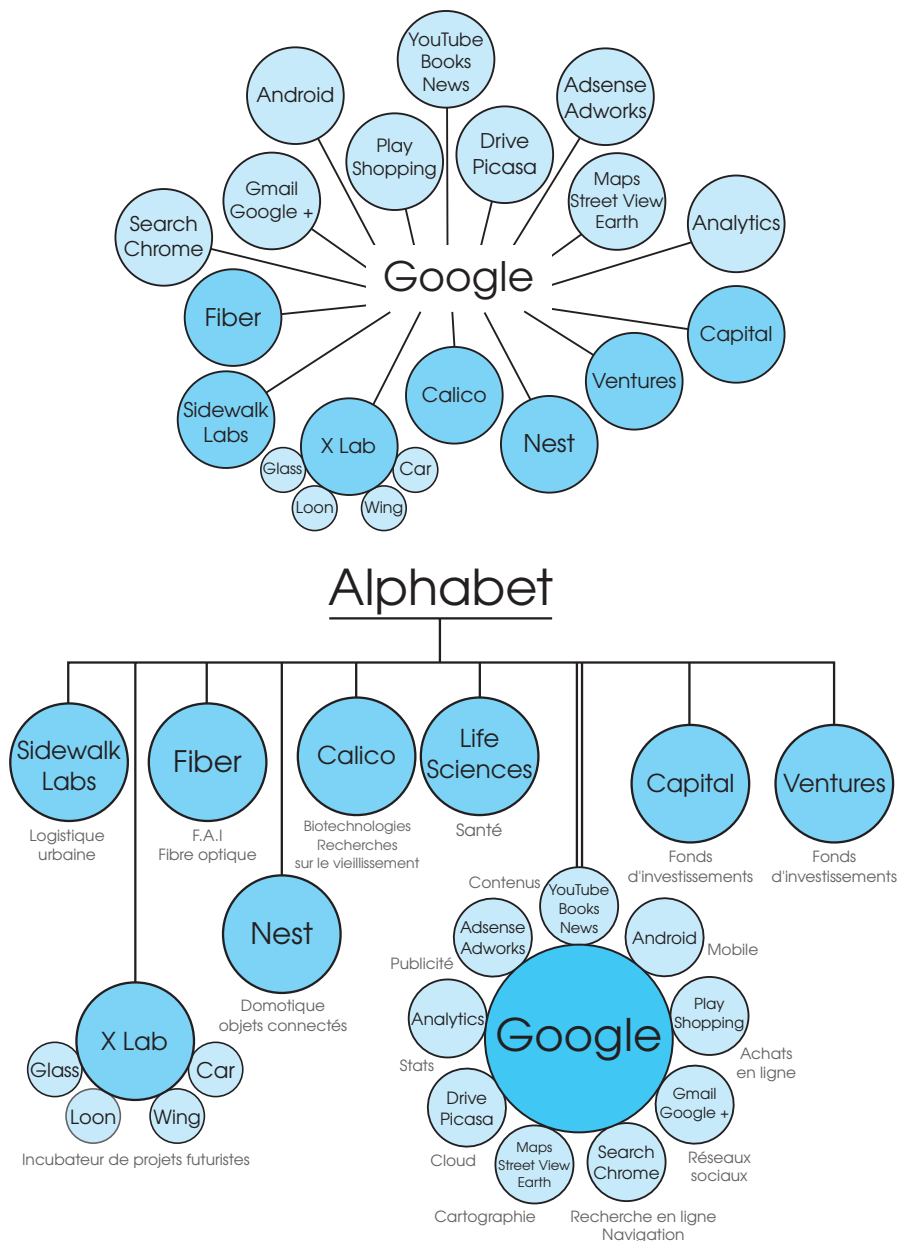 YouTube
Books
News
Android
Adsense
Adworks
Play
Shopping
Drive
Picasa
Gmail
Google +
Maps
Street View
Earth
Search
Chrome
Analytics
Google
Fiber
Capital
Ventures
Calico
Sidewalk
Labs
X Lab
Nest
Glass
Car
Loon
Wing
Alphabet
Sidewalk
Labs
Logistique
urbaine
Fiber
F.A.I
Fibre optique
Calico
Biotechnologies
Recherches
sur le vieillissement
Life
Sciences
Santé
Capital
Fonds
d'investissements
Ventures
Fonds
d'investissements
Nest
Domotique
objets connectés
X Lab
Glass
Car
Loon
Wing
Incubateur de projets futuristes
Contenus
YouTube
Books
News
Adsense
Adworks
Publicité
Android
Mobile
Analytics
Stats
Google
Play
Shopping
Achats
en ligne
Drive
Picasa
Cloud
Gmail
Google +
Réseaux
sociaux
Maps
Street View
Earth
Cartographie
Search
Chrome
Recherche en ligne
Navigation